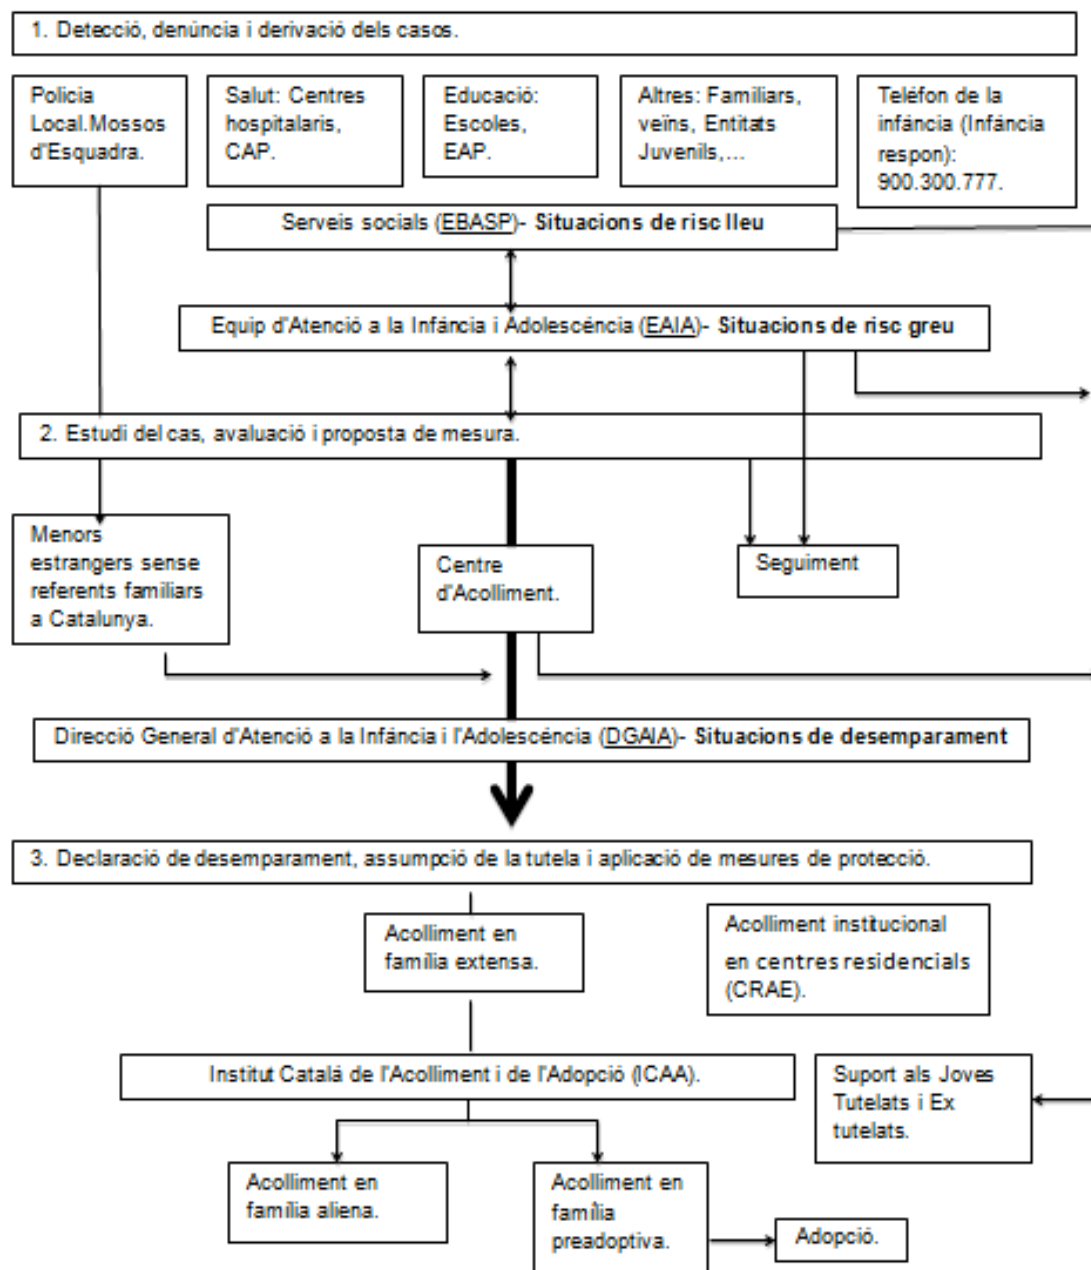 1. Detecció, denúncia i derivació dels casos.
Policia
Local.Mossos
d'Esquadra.
Salut: Centres
hospitalaris,
CAP.
Educació:
Escoles,
EAP.
Altres: Familiars,
veïns, Entitats
Juvenils,...
Telèfon de la
infància (Infància
respon):
900.300.777.
Serveis socials (EBASP)- Situacions de risc lleu
Equip d'Atenció a la Infància i Adolescència (EAIA)- Situacions de risc greu
2. Estudi del cas, avaluació i proposta de mesura.
Menors
estrangers sense
referents familiars
a Catalunya.
Centre
d'Acolliment.
Seguiment
Direcció General d'Atenció a la Infància i l'Adolescència (DGAIA)- Situacions de desemparament
3. Declaració de desemparament, assumpció de la tutela i aplicació de mesures de protecció.
Acolliment en
família extensa.
Acolliment institucional
en centres residencials
(CRAE).
Institut Català de l'Acolliment i de l'Adopció (ICAA).
Suport als Joves
Tutelats i Ex
tutelats.
Acolliment en
família aliena.
Acolliment en
família
preadoptiva.
Adopció.